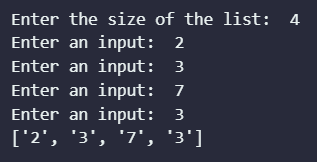 Enter the size of the list:  4
Enter an input:  2
Enter an input:  3
Enter an input:  7
Enter an input:  3
['2', '3', '7', '3']